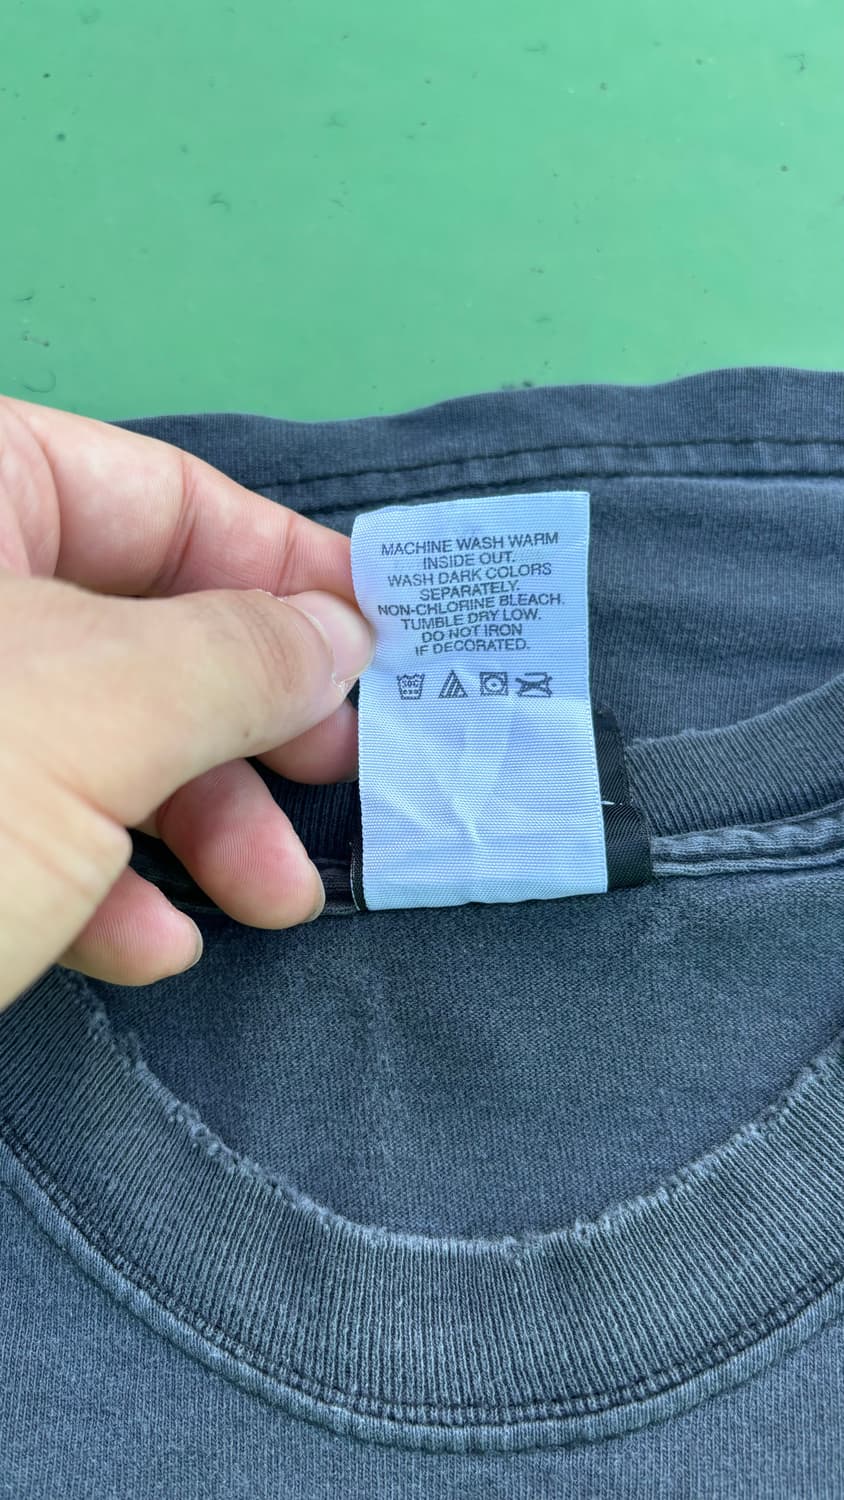 MACHINE WASH WARM
INSIDE OUT.
WASH DARK COLORS
SEPARATELY.
NON-CHLORINE BLEACH.
TUMBLE DRY LOW.
DO NOT IRON
IF DECORATED.